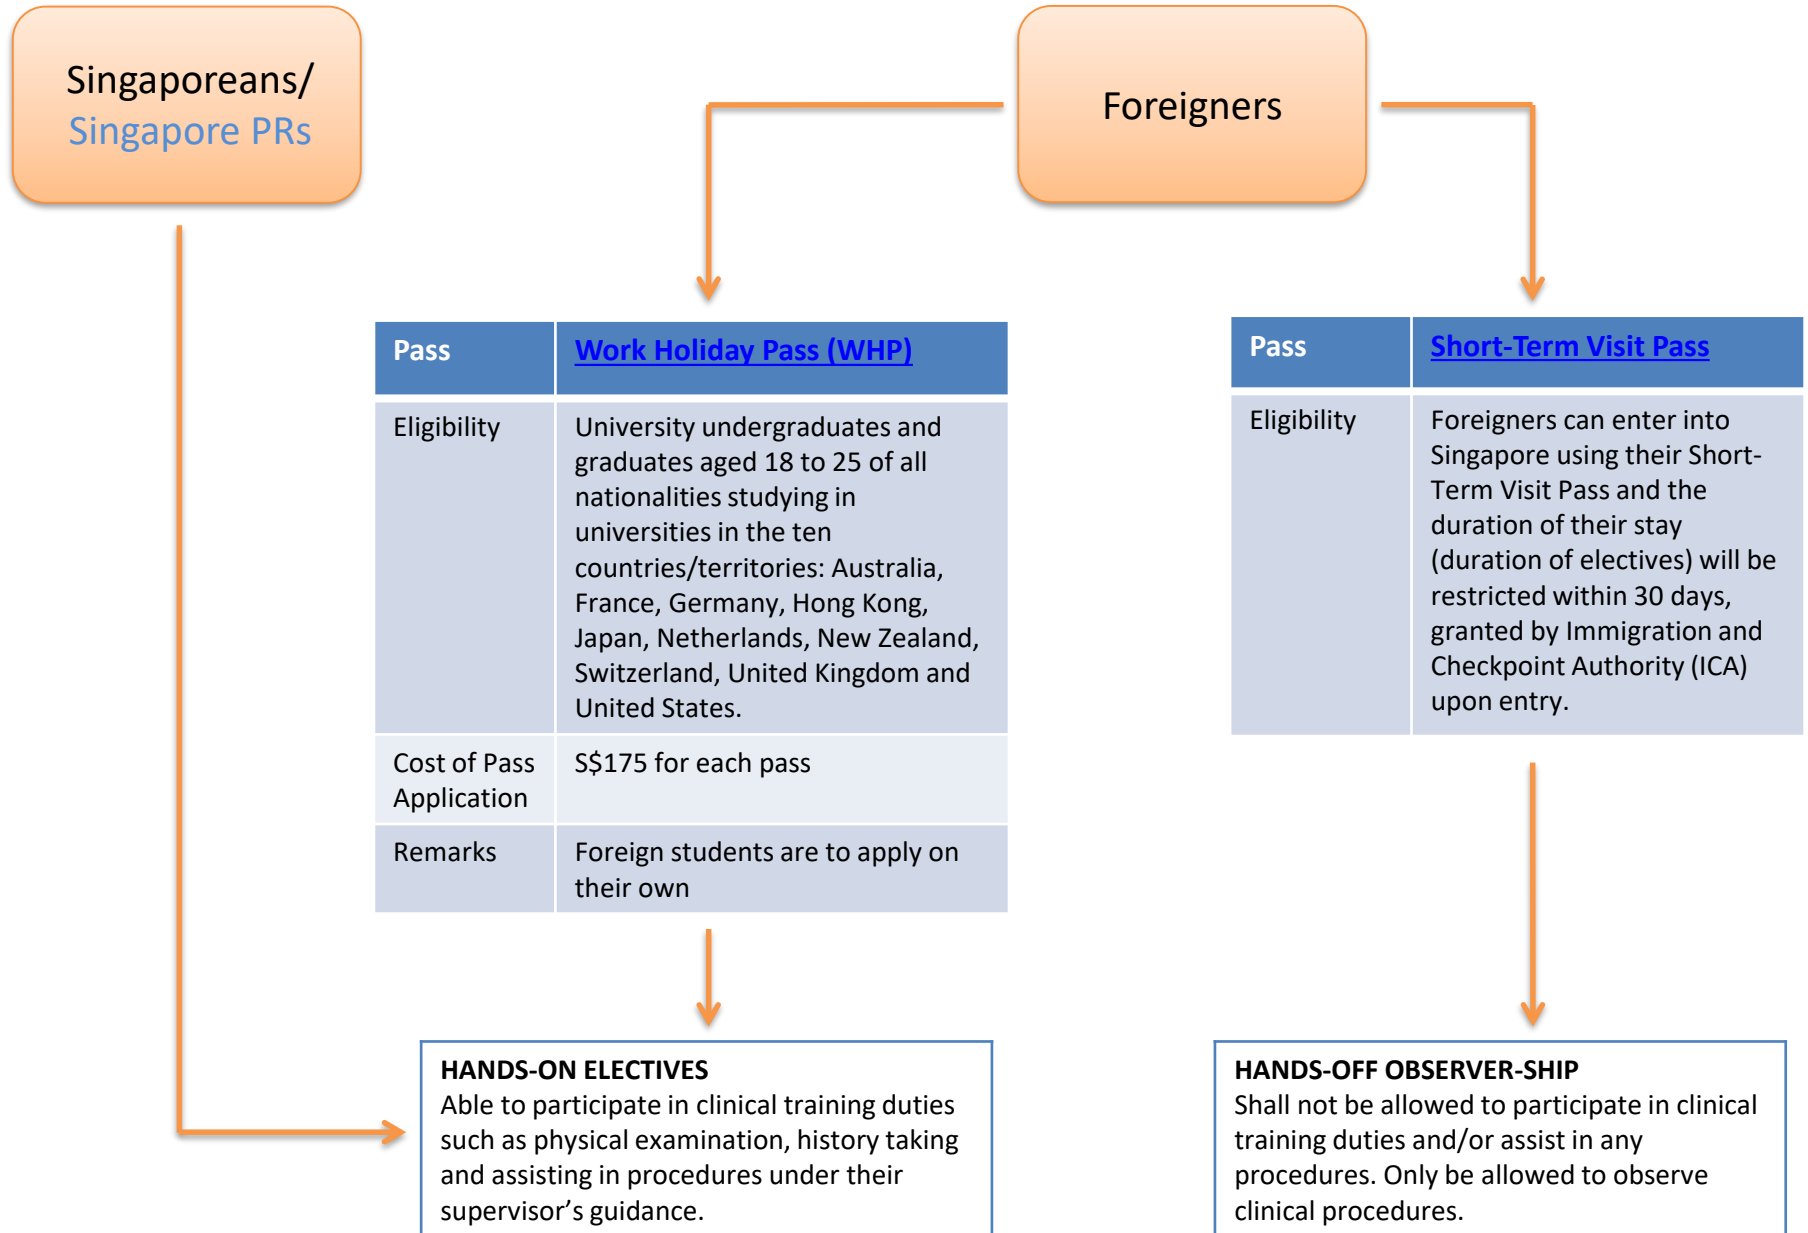 Singaporeans/
Singapore PRs
Foreigners
Pass
Work Holiday Pass (WHP)
Eligibility
University undergraduates and
graduates aged 18 to 25 of all
nationalities studying in
universities in the ten
countries/territories: Australia,
France, Germany, Hong Kong,
Japan, Netherlands, New Zealand,
Switzerland, United Kingdom and
United States.
Cost of Pass
Application
S$175 for each pass
Remarks
Foreign students are to apply on
their own
Pass
Short-Term Visit Pass
Eligibility
Foreigners can enter into
Singapore using their Short-
Term Visit Pass and the
duration of their stay
(duration of electives) will be
restricted within 30 days,
granted by Immigration and
Checkpoint Authority (ICA)
upon entry.
HANDS-ON ELECTIVES
Able to participate in clinical training duties
such as physical examination, history taking
and assisting in procedures under their
supervisor’s guidance.
HANDS-OFF OBSERVER-SHIP
Shall not be allowed to participate in clinical
training duties and/or assist in any
procedures. Only be allowed to observe
clinical procedures.